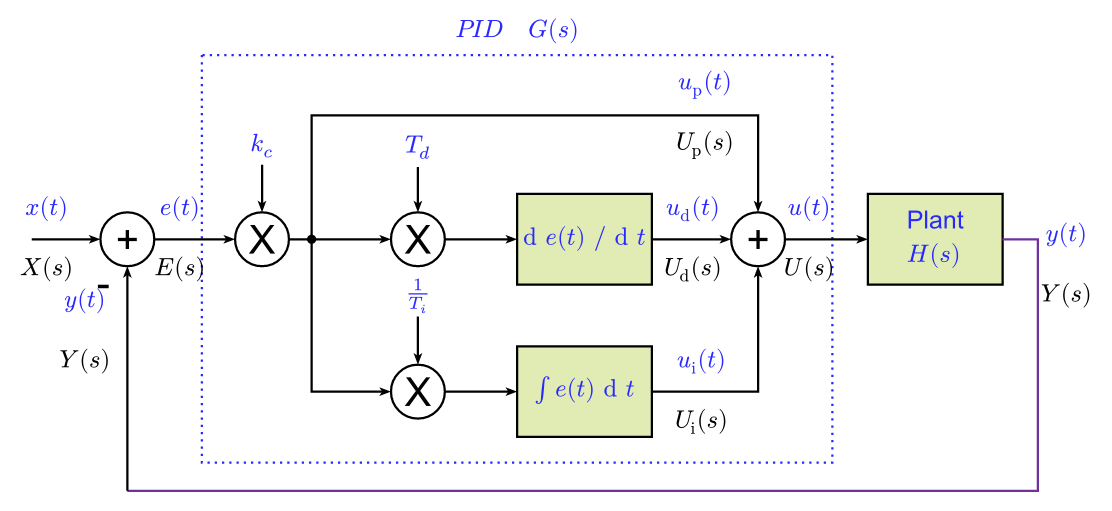 PID G(s)
u_p(t)
U_p(s)
k_c
T_d
x(t)
X(s)
+
y(t)
-
Y(s)
e(t)
E(s)
X
X
d e(t) / d t
u_d(t)
U_d(s)
+
u(t)
U(s)
Plant
H(s)
y(t)
Y(s)
1/T_i
X
∫ e(t) d t
u_i(t)
U_i(s)